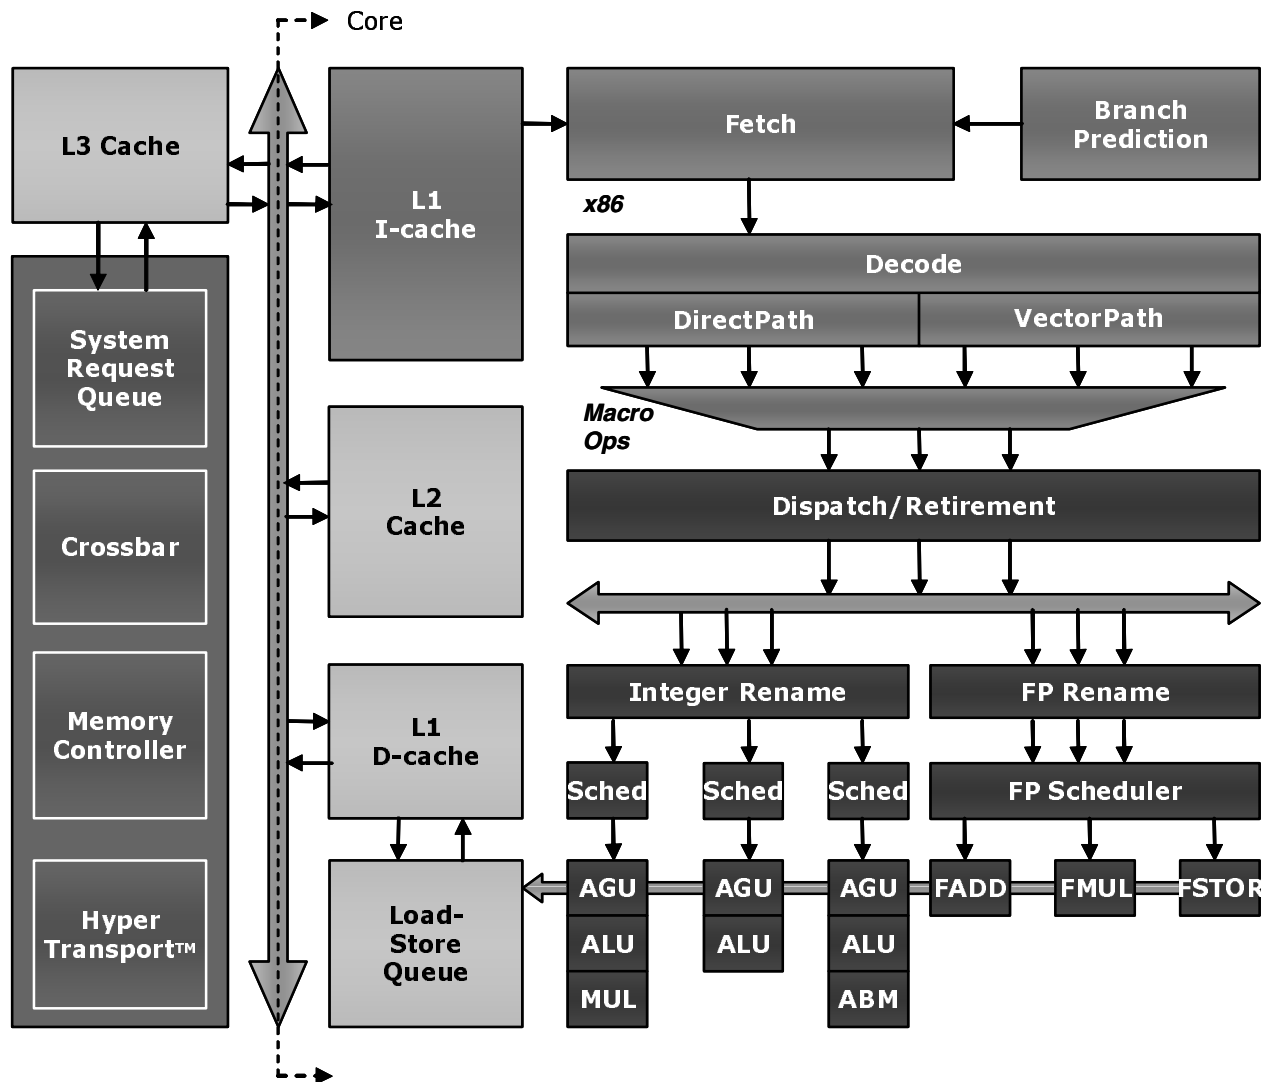 Core
L3 Cache
L1
I-cache
Fetch
Branch
Prediction
x86
Decode
DirectPath
VectorPath
System
Request
Queue
Macro
Ops
L2
Cache
Dispatch/Retirement
Crossbar
Integer Rename
FP Rename
Memory
Controller
L1
D-cache
Sched
Sched
Sched
FP Scheduler
Hyper
Transport™
Load-
Store
Queue
AGU
AGU
AGU
FADD
FMUL
FSTOR
ALU
ALU
ALU
MUL
ABM